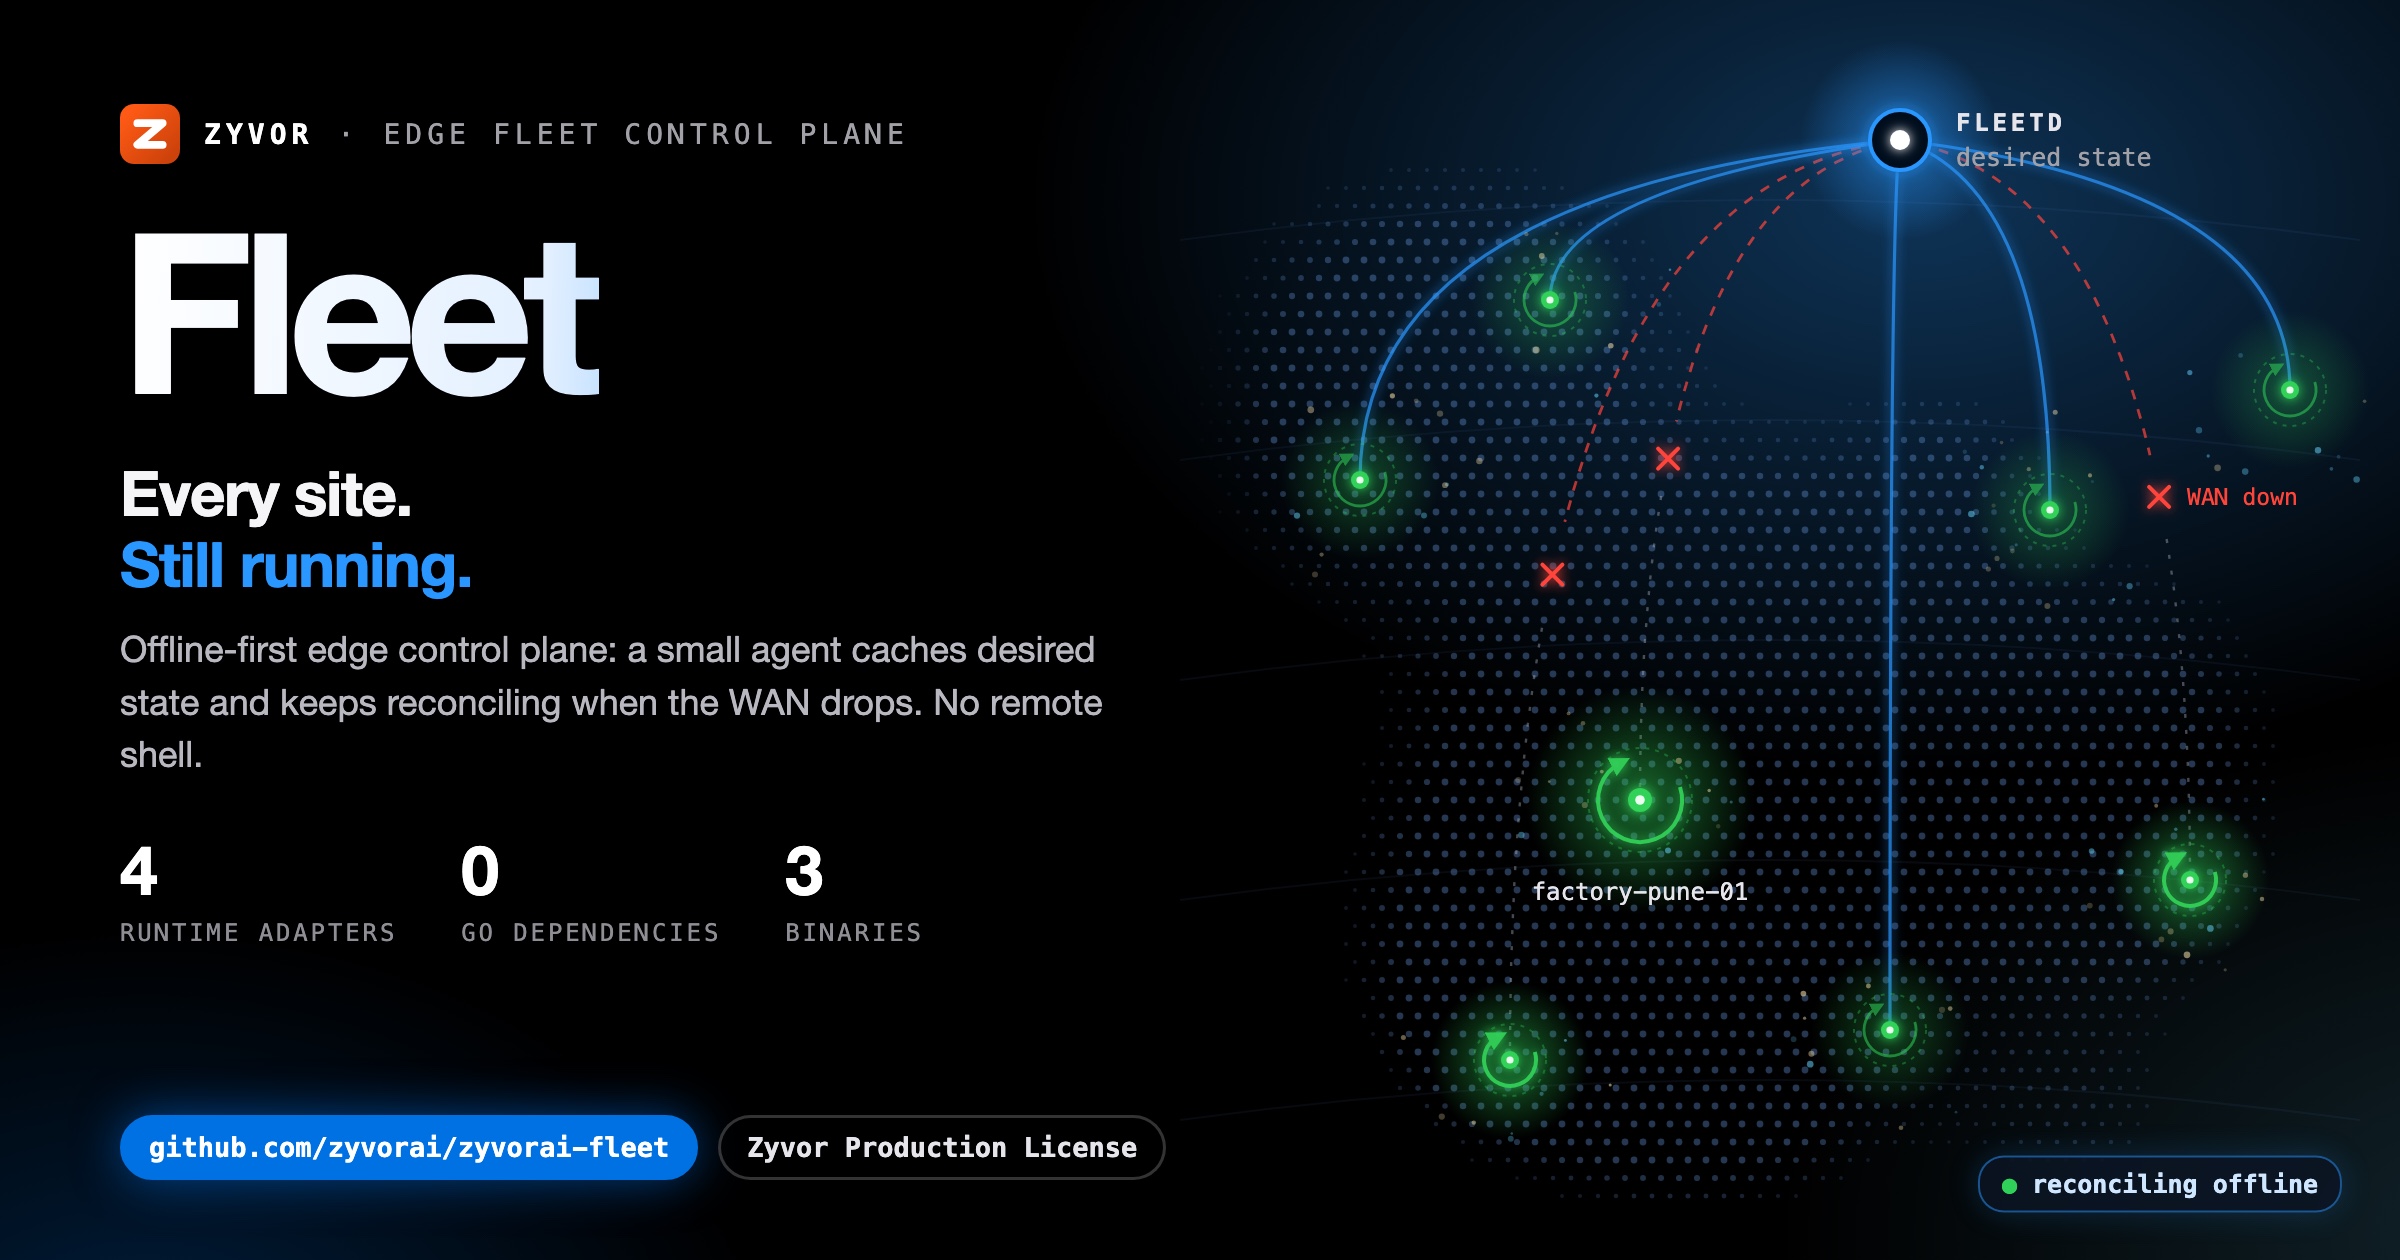 Z ZYVOR · EDGE FLEET CONTROL PLANE
Fleet
Every site.
Still running.
Offline-first edge control plane: a small agent caches desired
state and keeps reconciling when the WAN drops. No remote
shell.
4
RUNTIME ADAPTERS
0
GO DEPENDENCIES
3
BINARIES
github.com/zyvorai/zyvorai-fleet
Zyvor Production License
FLEETD
desired state
WAN down
factory-pune-01
reconciling offline